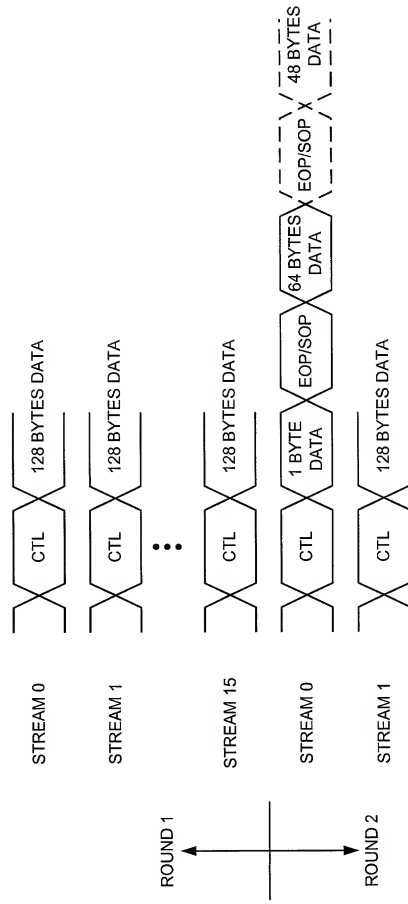 STREAM 0
CTL
128 BYTES DATA
STREAM 1
CTL
128 BYTES DATA
ROUND 1
STREAM 15
CTL
128 BYTES DATA
STREAM 0
CTL
1 BYTE
DATA
EOP/SOP
64 BYTES
DATA
EOP/SOP
48 BYTES
DATA
ROUND 2
STREAM 1
CTL
128 BYTES DATA